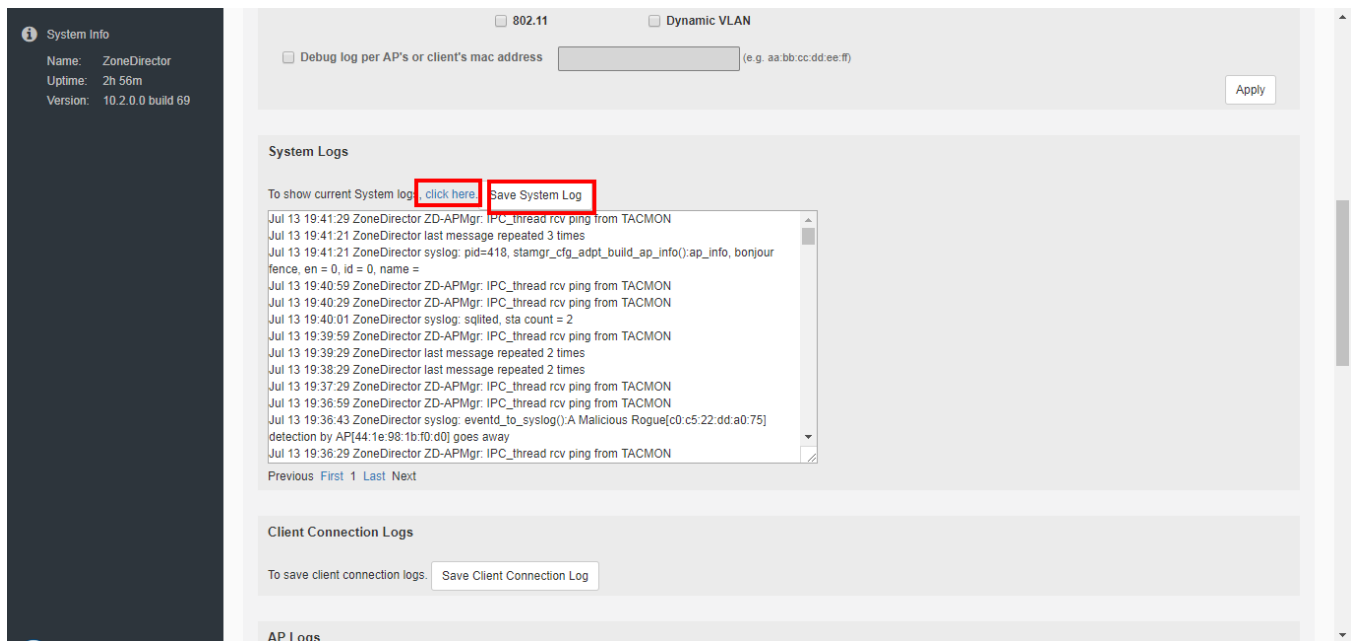 802.11 Dynamic VLAN
System Info
Name: ZoneDirector
Uptime: 2h 56m
Version: 10.2.0.0 build 69
Debug log per AP's or client's mac address (e.g. aa:bb:cc:dd:ee:ff)
Apply
System Logs
To show current System logs, click here. Save System Log
Jul 13 19:41:29 ZoneDirector ZD-APMgr: IPC_thread rcv ping from TACMON
Jul 13 19:41:21 ZoneDirector last message repeated 3 times
Jul 13 19:41:21 ZoneDirector syslog: pid=418, stamgr_cfg_adpt_build_ap_info():ap_info, bonjour
fence, en = 0, id = 0, name =
Jul 13 19:40:59 ZoneDirector ZD-APMgr: IPC_thread rcv ping from TACMON
Jul 13 19:40:29 ZoneDirector ZD-APMgr: IPC_thread rcv ping from TACMON
Jul 13 19:40:01 ZoneDirector syslog: sqlited, sta count = 2
Jul 13 19:39:59 ZoneDirector ZD-APMgr: IPC_thread rcv ping from TACMON
Jul 13 19:39:29 ZoneDirector last message repeated 2 times
Jul 13 19:38:29 ZoneDirector last message repeated 2 times
Jul 13 19:37:29 ZoneDirector ZD-APMgr: IPC_thread rcv ping from TACMON
Jul 13 19:36:59 ZoneDirector ZD-APMgr: IPC_thread rcv ping from TACMON
Jul 13 19:36:43 ZoneDirector syslog: eventd_to_syslog():A Malicious Rogue[c0:c5:22:dd:a0:75]
detection by AP[44:1e:98:1b:f0:d0] goes away
Jul 13 19:36:29 ZoneDirector ZD-APMgr: IPC_thread rcv ping from TACMON
Previous First 1 Last Next
Client Connection Logs
To save client connection logs. Save Client Connection Log
AP Logs